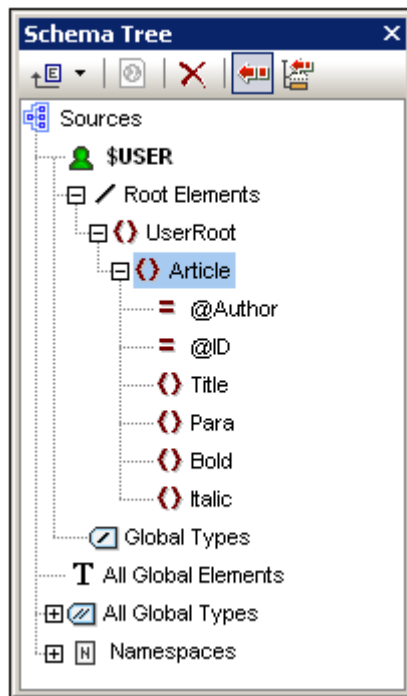 Schema Tree
E
Sources
$USER
Root Elements
UserRoot
Article
@Author
@ID
Title
Para
Bold
Italic
Global Types
T All Global Elements
All Global Types
N Namespaces